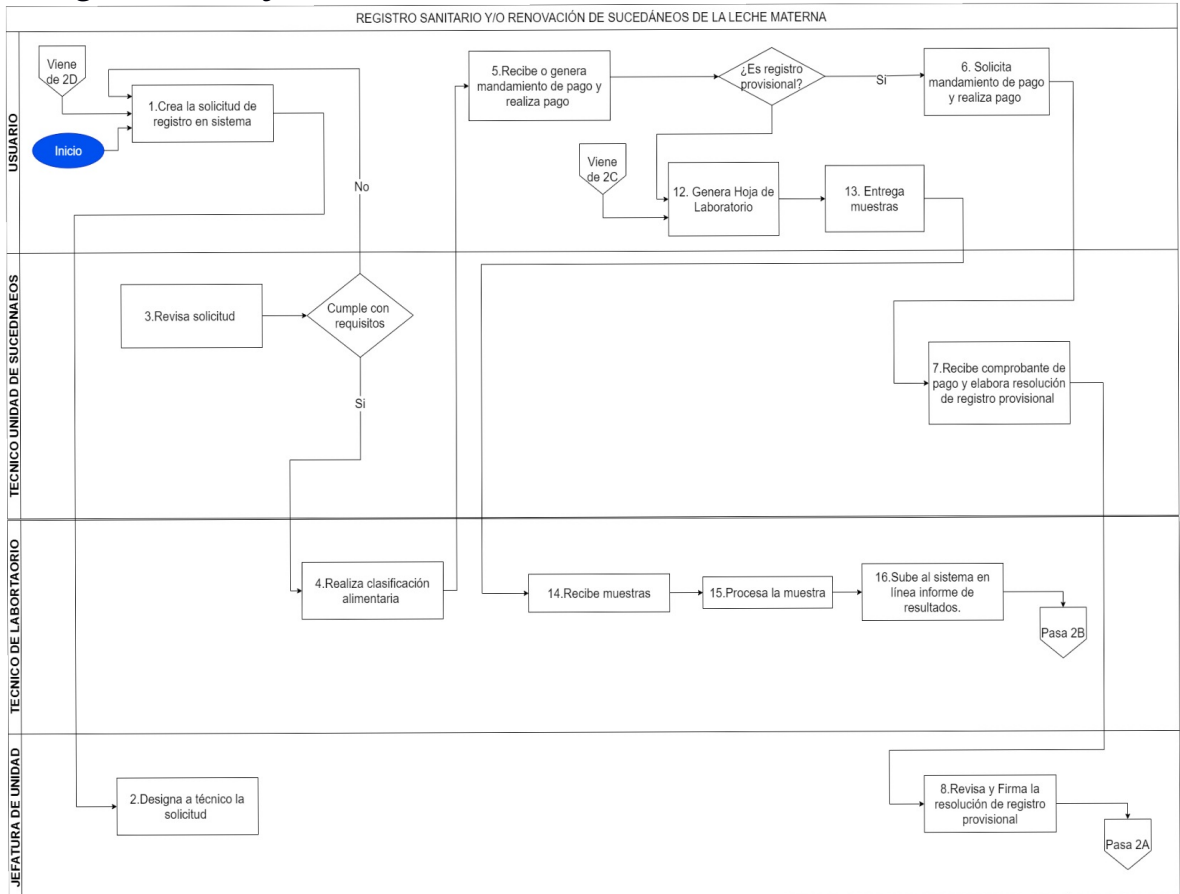 REGISTRO SANITARIO Y/O RENOVACIÓN DE SUCEDÁNEOS DE LA LECHE MATERNA
USUARIO
Viene
de 2D
1.Crea la solicitud de
registro en sistema
Inicio
No
5.Recibe o genera
mandamiento de pago y
realiza pago
¿Es registro
provisional?
Si
6. Solicita
mandamiento de pago
y realiza pago
Viene
de 2C
12. Genera Hoja de
Laboratorio
13. Entrega
muestras
TECNICO UNIDAD DE SUCEDNAEOS
3.Revisa solicitud
Cumple con
requisitos
Si
7.Recibe comprobante de
pago y elabora resolución
de registro provisional
TECNICO DE LABORTAORIO
4.Realiza clasificación
alimentaria
14.Recibe muestras
15.Procesa la muestra
16.Sube al sistema en
línea informe de
resultados.
Pasa 2B
JEFATURA DE UNIDAD
2.Designa a técnico la
solicitud
8.Revisa y Firma la
resolución de registro
provisional
Pasa 2A